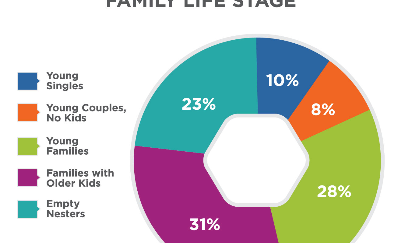 FAMILY LIFE STAGE
Young
Singles
Young Couples,
No Kids
Young
Families
Families with
Older Kids
Empty
Nesters
10%
8%
28%
31%
23%